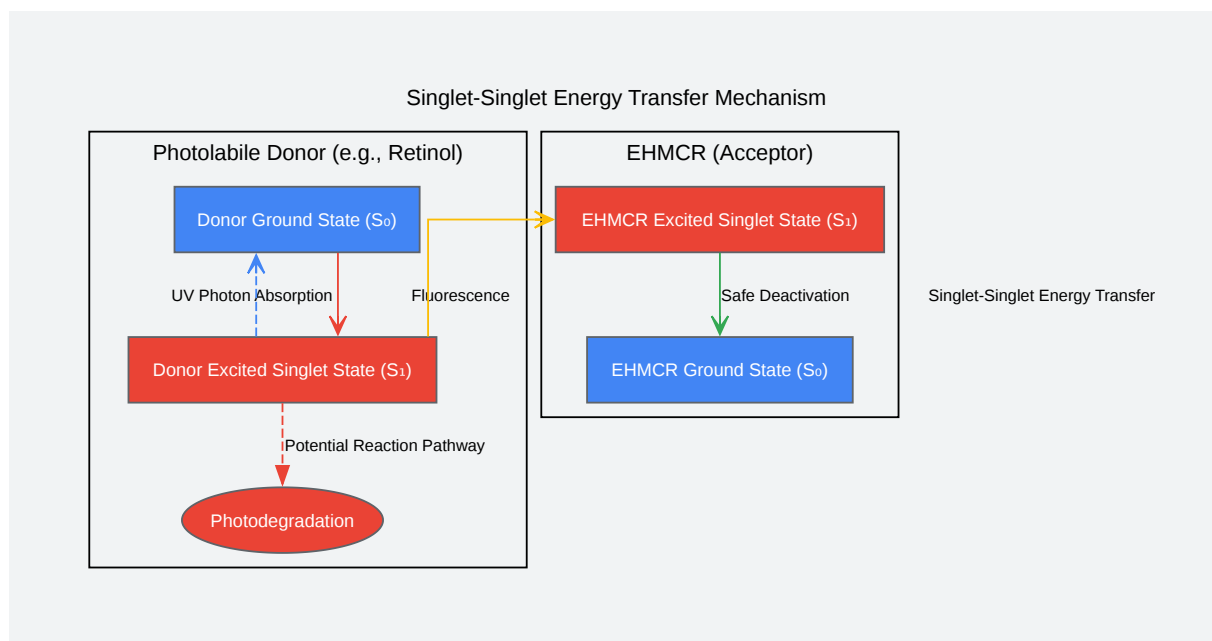 Singlet-Singlet Energy Transfer Mechanism
Photolabile Donor (e.g., Retinol)
EHMCR (Acceptor)
Donor Ground State (S₀)
EHMCR Excited Singlet State (S₁)
UV Photon Absorption
Fluorescence
Safe Deactivation
Singlet-Singlet Energy Transfer
Donor Excited Singlet State (S₁)
EHMCR Ground State (S₀)
Potential Reaction Pathway
Photodegradation